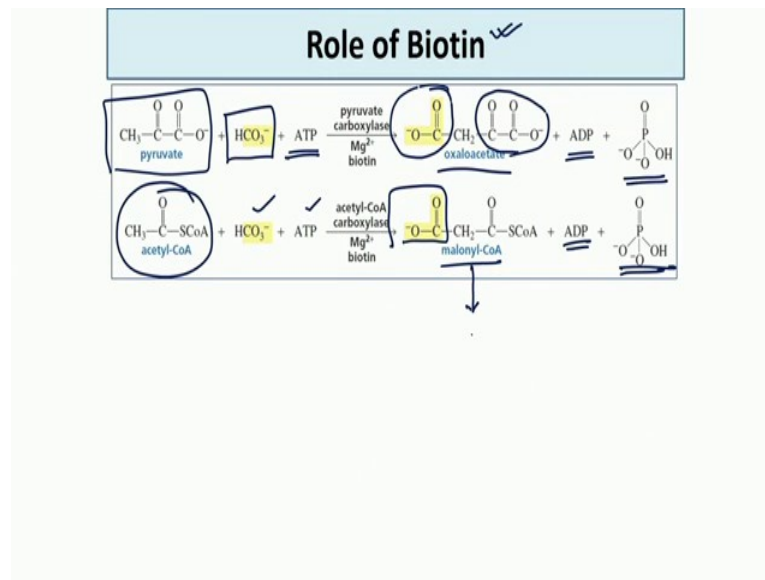 Role of Biotin
O O O O O O
CH₃–C–C–O⁻ + HCO₃⁻ + ATP pyruvate carboxylase Mg²⁺ biotin ⁻O–C–CH₂–C–C–O⁻ + ADP + ⁻O P ⁻O OH
pyruvate oxaloacetate
O O O O
CH₃–C–SCoA + HCO₃⁻ + ATP acetyl-CoA carboxylase Mg²⁺ biotin ⁻O–C–CH₂–C–SCoA + ADP + ⁻O P ⁻O OH
acetyl-CoA malonyl-CoA